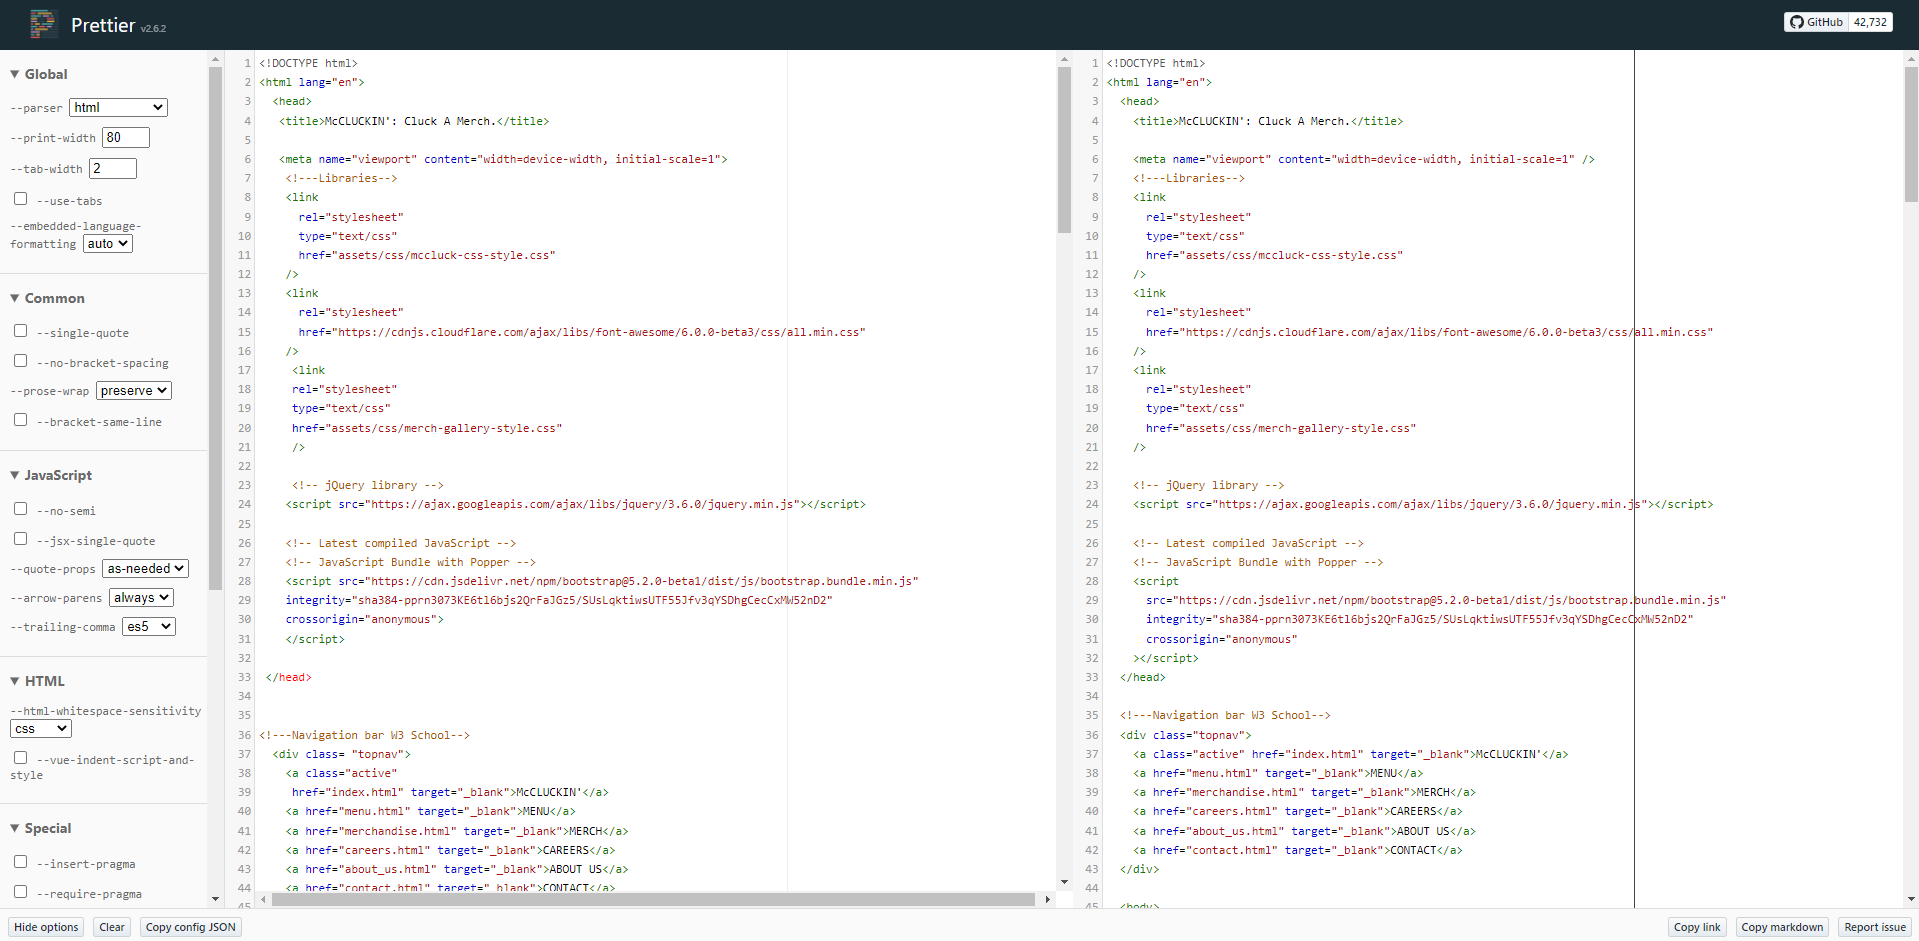 Prettier v2.6.2
GitHub 42,732
▼ Global
--parser html
--print-width 80
--tab-width 2
--use-tabs
--embedded-language-
formatting auto
▼ Common
--single-quote
--no-bracket-spacing
--prose-wrap preserve
--bracket-same-line
▼ JavaScript
--no-semi
--jsx-single-quote
--quote-props as-needed
--arrow-parens always
--trailing-comma es5
▼ HTML
--html-whitespace-sensitivity
css
--vue-indent-script-and-
style
▼ Special
--insert-pragma
--require-pragma
1 <!DOCTYPE html>
2 <html lang="en">
3 <head>
4 <title>McCLUCKIN': Cluck A Merch.</title>
5
6 <meta name="viewport" content="width=device-width, initial-scale=1">
7 <!---Libraries-->
8 <link
9 rel="stylesheet"
10 type="text/css"
11 href="assets/css/mccluck-css-style.css"
12 />
13 <link
14 rel="stylesheet"
15 href="https://cdnjs.cloudflare.com/ajax/libs/font-awesome/6.0.0-beta3/css/all.min.css"
16 />
17 <link
18 rel="stylesheet"
19 type="text/css"
20 href="assets/css/merch-gallery-style.css"
21 />
22
23 <!-- jQuery library -->
24 <script src="https://ajax.googleapis.com/ajax/libs/jquery/3.6.0/jquery.min.js"></script>
25
26 <!-- Latest compiled JavaScript -->
27 <!-- JavaScript Bundle with Popper -->
28 <script src="https://cdn.jsdelivr.net/npm/bootstrap@5.2.0-beta1/dist/js/bootstrap.bundle.min.js"
29 integrity="sha384-pprn3073KE6tl6bjs2QrFaJGz5/SUsLqktiwsUTF55Jfv3qYSDhgCecCxMW52nD2"
30 crossorigin="anonymous">
31 </script>
32
33 </head>
34
35
36 <!---Navigation bar W3 School-->
37 <div class= "topnav">
38 <a class="active"
39 href="index.html" target="_blank">McCLUCKIN'</a>
40 <a href="menu.html" target="_blank">MENU</a>
41 <a href="merchandise.html" target="_blank">MERCH</a>
42 <a href="careers.html" target="_blank">CAREERS</a>
43 <a href="about_us.html" target="_blank">ABOUT US</a>
44 <a href="contact.html" target="_blank">CONTACT</a>
45
1 <!DOCTYPE html>
2 <html lang="en">
3 <head>
4 <title>McCLUCKIN': Cluck A Merch.</title>
5
6 <meta name="viewport" content="width=device-width, initial-scale=1" />
7 <!---Libraries-->
8 <link
9 rel="stylesheet"
10 type="text/css"
11 href="assets/css/mccluck-css-style.css"
12 />
13 <link
14 rel="stylesheet"
15 href="https://cdnjs.cloudflare.com/ajax/libs/font-awesome/6.0.0-beta3/css/all.min.css"
16 />
17 <link
18 rel="stylesheet"
19 type="text/css"
20 href="assets/css/merch-gallery-style.css"
21 />
22
23 <!-- jQuery library -->
24 <script src="https://ajax.googleapis.com/ajax/libs/jquery/3.6.0/jquery.min.js"></script>
25
26 <!-- Latest compiled JavaScript -->
27 <!-- JavaScript Bundle with Popper -->
28 <script
29 src="https://cdn.jsdelivr.net/npm/bootstrap@5.2.0-beta1/dist/js/bootstrap.bundle.min.js"
30 integrity="sha384-pprn3073KE6tl6bjs2QrFaJGz5/SUsLqktiwsUTF55Jfv3qYSDhgCecCxMW52nD2"
31 crossorigin="anonymous"
32 ></script>
33 </head>
34
35 <!---Navigation bar W3 School-->
36 <div class="topnav">
37 <a class="active" href="index.html" target="_blank">McCLUCKIN'</a>
38 <a href="menu.html" target="_blank">MENU</a>
39 <a href="merchandise.html" target="_blank">MERCH</a>
40 <a href="careers.html" target="_blank">CAREERS</a>
41 <a href="about_us.html" target="_blank">ABOUT US</a>
42 <a href="contact.html" target="_blank">CONTACT</a>
43 </div>
44
45 <body>
Hide options
Clear
Copy config JSON
Copy link
Copy markdown
Report issue